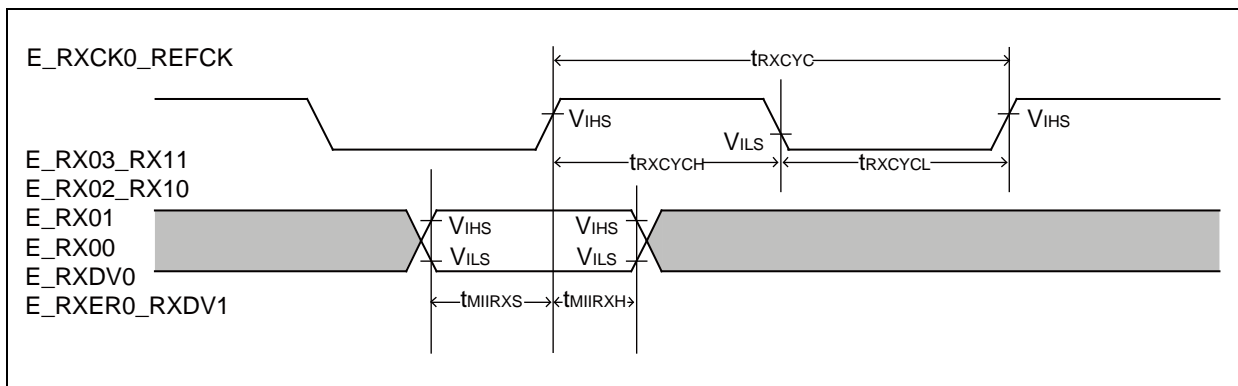 E_RXCK0_REFCK
tRXCYC
VIHS
VILS
VIHS
tRXCYCH
tRXCYCL
E_RX03_RX11
E_RX02_RX10
E_RX01
E_RX00
E_RXDV0
E_RXER0_RXDV1
VIHS
VIHS
VILS
VILS
tMIIRXS
tMIIRXH